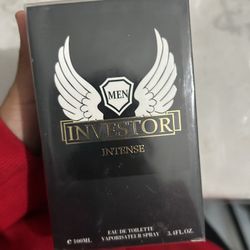 MEN
INVESTOR
INTENSE
EAU DE TOILETTE
℮ 100ML VAPORISATEUR SPRAY 3.4FL.OZ.